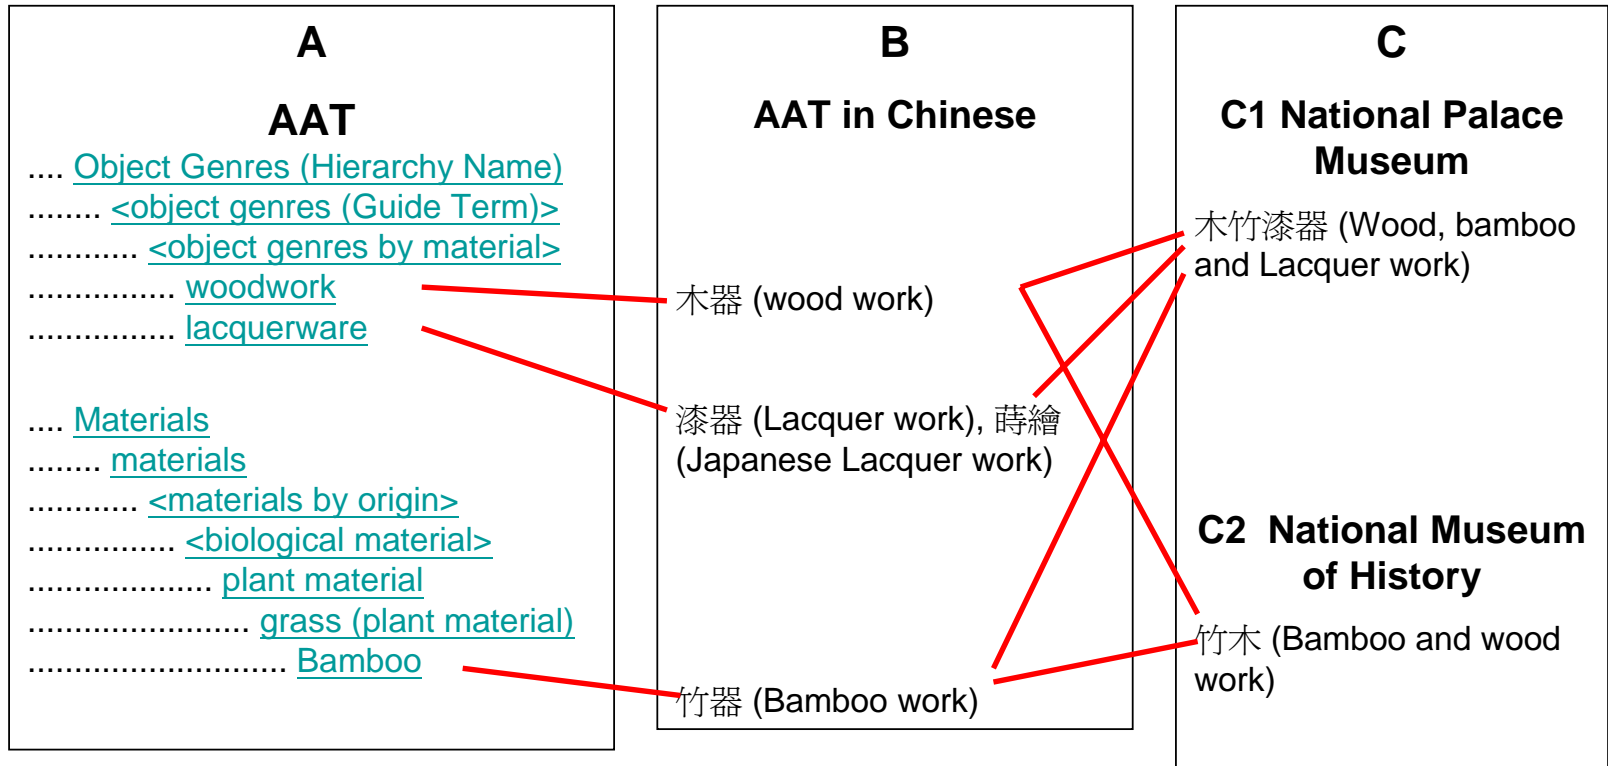 A
AAT
.... Object Genres (Hierarchy Name)
........ <object genres (Guide Term)>
............ <object genres by material>
................ woodwork
................ lacquerware
.... Materials
........ materials
............ <materials by origin>
................ <biological material>
.................... plant material
........................ grass (plant material)
............................ Bamboo
B
AAT in Chinese
木器 (wood work)
漆器 (Lacquer work), 蒔繪
(Japanese Lacquer work)
竹器 (Bamboo work)
C
C1 National Palace
Museum
木竹漆器 (Wood, bamboo
and Lacquer work)
C2 National Museum
of History
竹木 (Bamboo and wood
work)